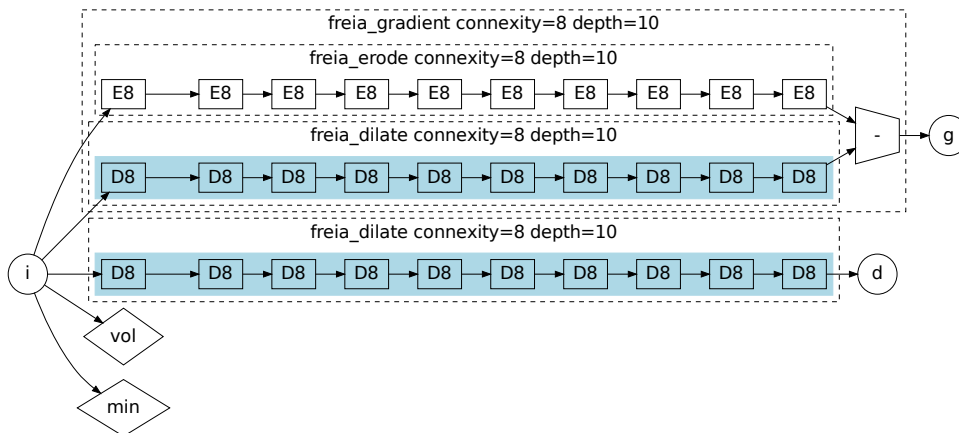 freia_gradient connexity=8 depth=10
freia_erode connexity=8 depth=10
E8 E8 E8 E8 E8 E8 E8 E8 E8 E8
freia_dilate connexity=8 depth=10
- g
D8 D8 D8 D8 D8 D8 D8 D8 D8 D8
freia_dilate connexity=8 depth=10
i D8 D8 D8 D8 D8 D8 D8 D8 D8 D8 d
vol
min